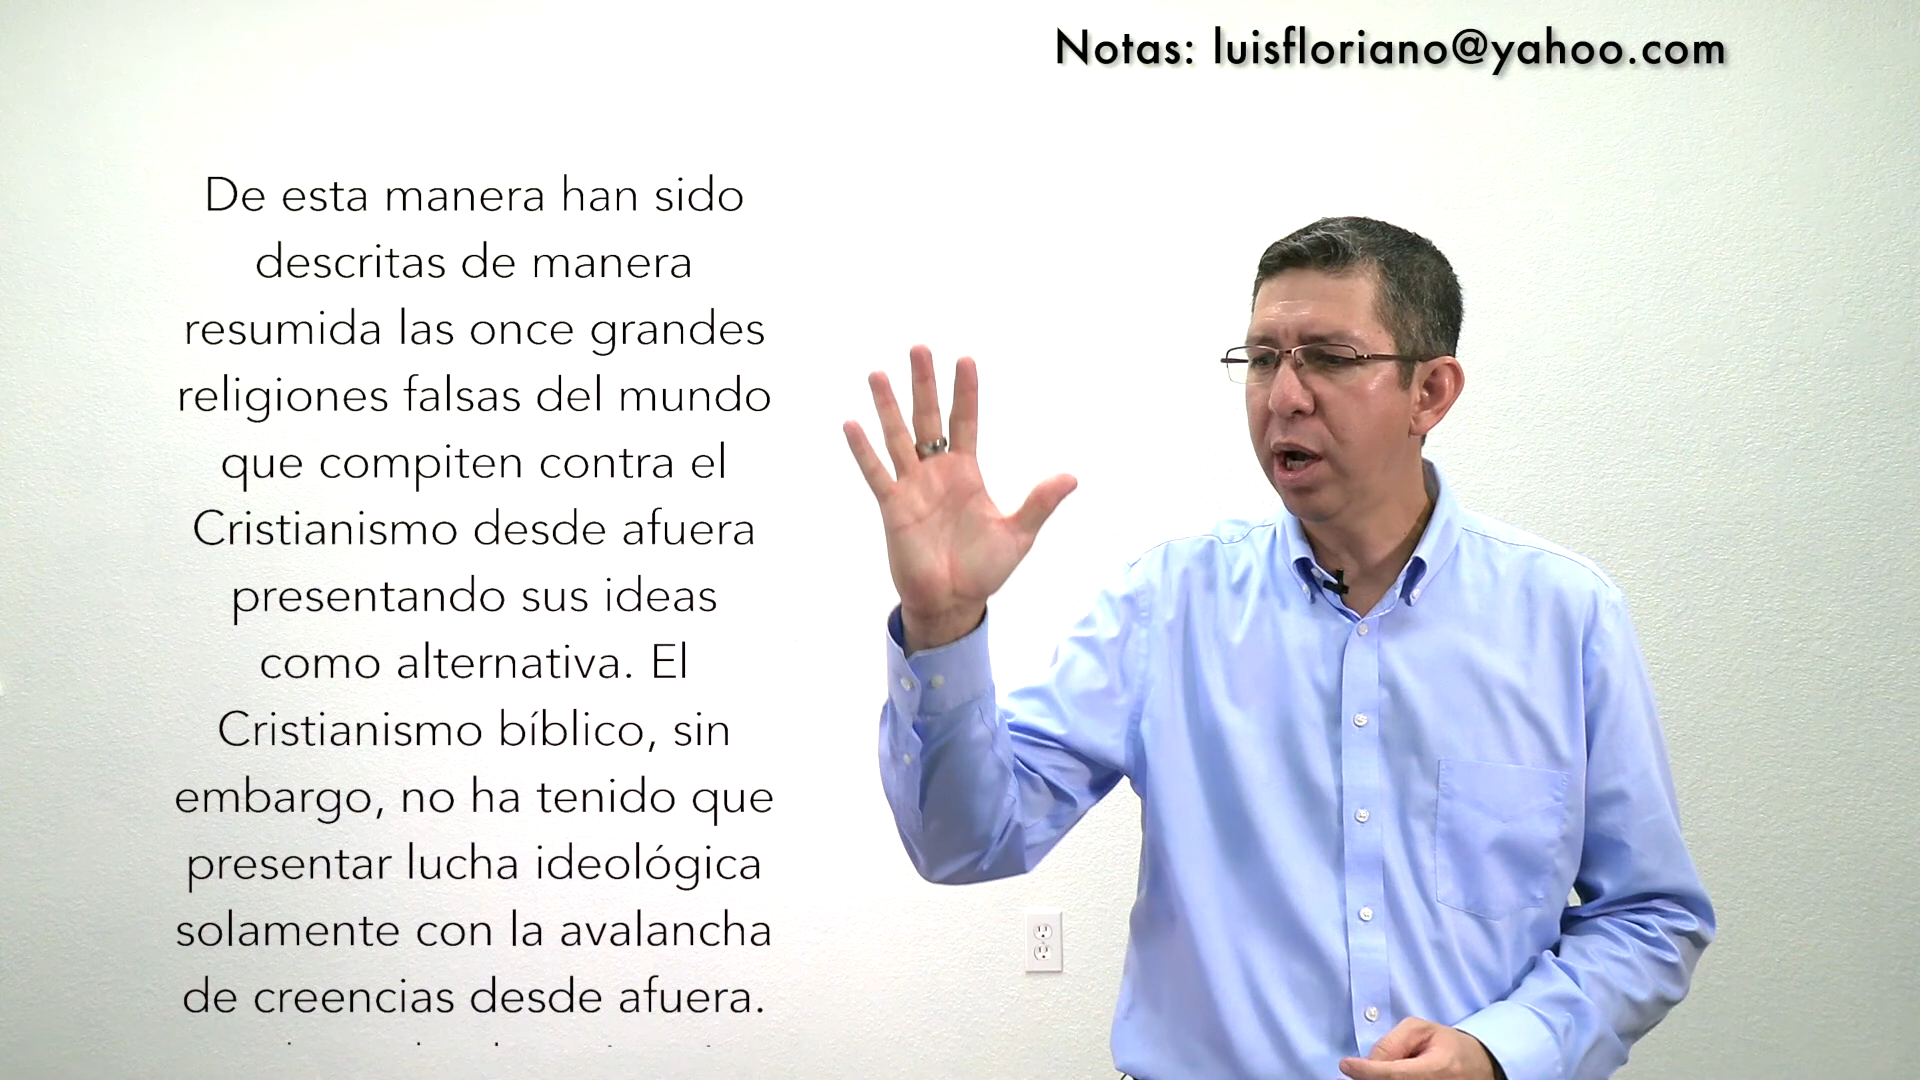 Notas: luisfloriano@yahoo.com
De esta manera han sido
descritas de manera
resumida las once grandes
religiones falsas del mundo
que compiten contra el
Cristianismo desde afuera
presentando sus ideas
como alternativa. El
Cristianismo bíblico, sin
embargo, no ha tenido que
presentar lucha ideológica
solamente con la avalancha
de creencias desde afuera.